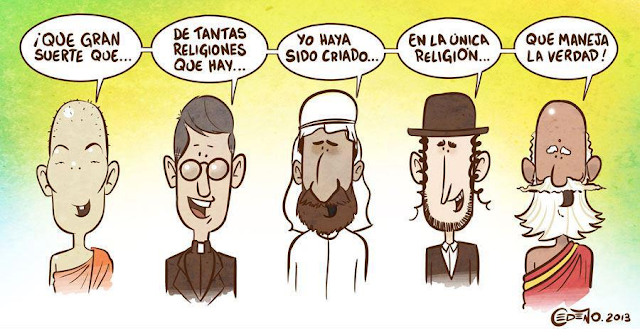 ¡QUE GRAN
SUERTE QUE...
DE TANTAS
RELIGIONES
QUE HAY...
YO HAYA
SIDO CRIADO...
EN LA ÚNICA
RELIGIÓN...
QUE MANEJA
LA VERDAD!
CEDEÑO.2013